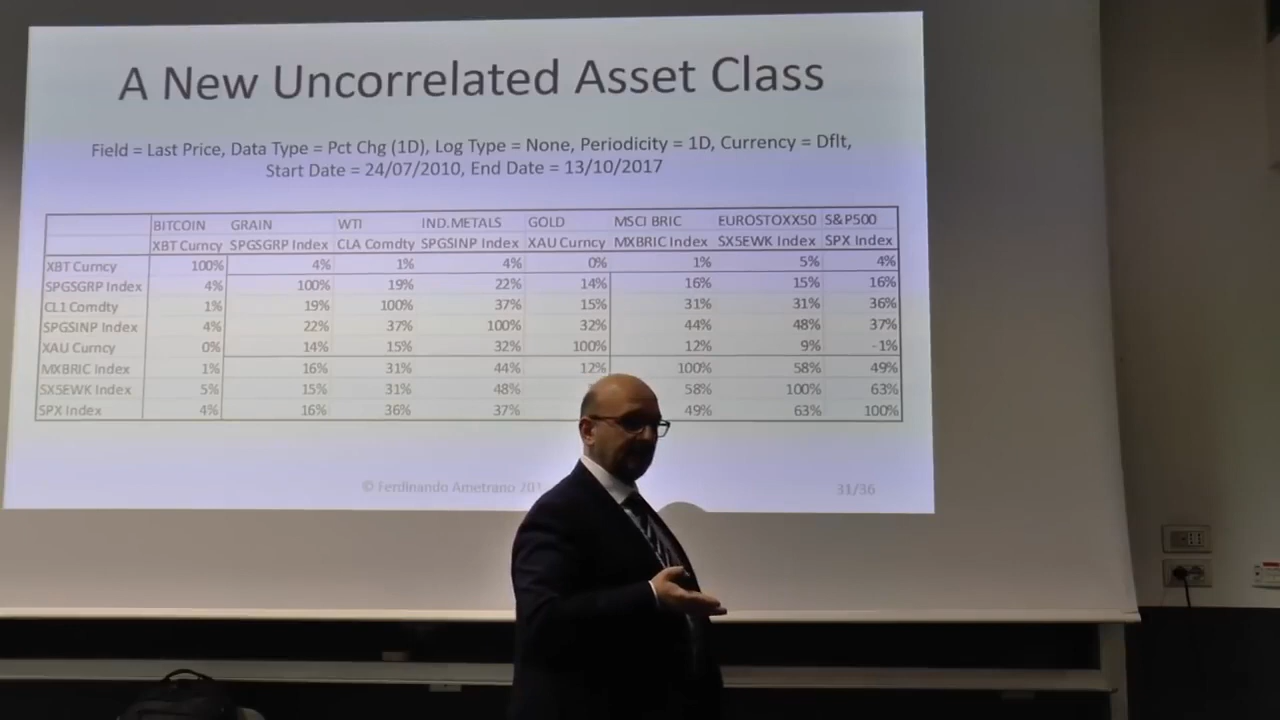 A New Uncorrelated Asset Class
Field = Last Price, Data Type = Pct Chg (1D), Log Type = None, Periodicity = 1D, Currency = Dflt,
Start Date = 24/07/2010, End Date = 13/10/2017
BITCOIN GRAIN WTI IND.METALS GOLD MSCI BRIC EUROSTOXX50 S&P500
XBT Curncy SPGSGRP Index CLA Comdty SPGSINP Index XAU Curncy MXBRIC Index SX5EWK Index SPX Index
XBT Curncy 100% 4% 1% 4% 0% 1% 5% 4%
SPGSGRP Index 4% 100% 19% 22% 14% 16% 15% 16%
CL1 Comdty 1% 19% 100% 37% 15% 31% 31% 36%
SPGSINP Index 4% 22% 37% 100% 32% 44% 48% 37%
XAU Curncy 0% 14% 15% 32% 100% 12% 9% -1%
MXBRIC Index 1% 16% 31% 44% 12% 100% 58% 49%
SX5EWK Index 5% 15% 31% 48% 58% 100% 63%
SPX Index 4% 16% 36% 37% 49% 63% 100%
© Ferdinando Ametrano 201 31/36